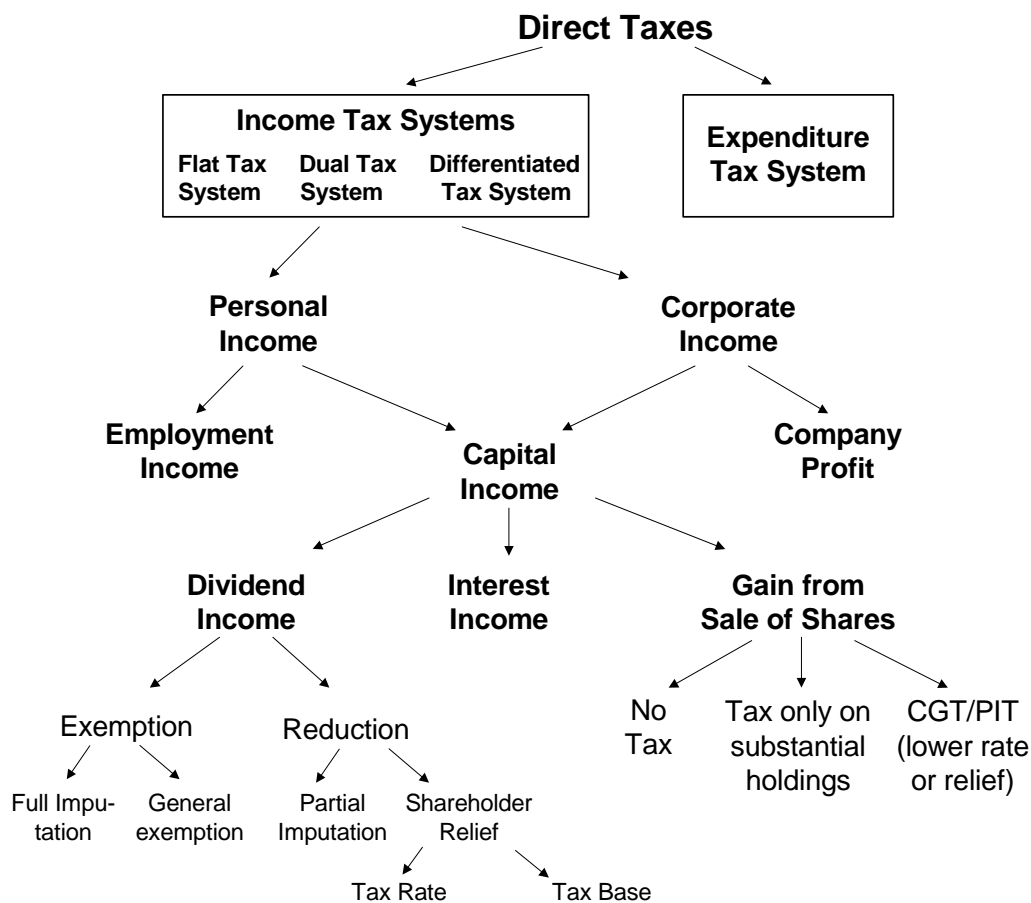 Direct Taxes
Income Tax Systems
Flat Tax
System
Dual Tax
System
Differentiated
Tax System
Expenditure
Tax System
Personal
Income
Corporate
Income
Employment
Income
Capital
Income
Company
Profit
Dividend
Income
Interest
Income
Gain from
Sale of Shares
Exemption
Reduction
No
Tax
Tax only on
substantial
holdings
CGT/PIT
(lower rate
or relief)
Full Impu-
tation
General
exemption
Partial
Imputation
Shareholder
Relief
Tax Rate
Tax Base